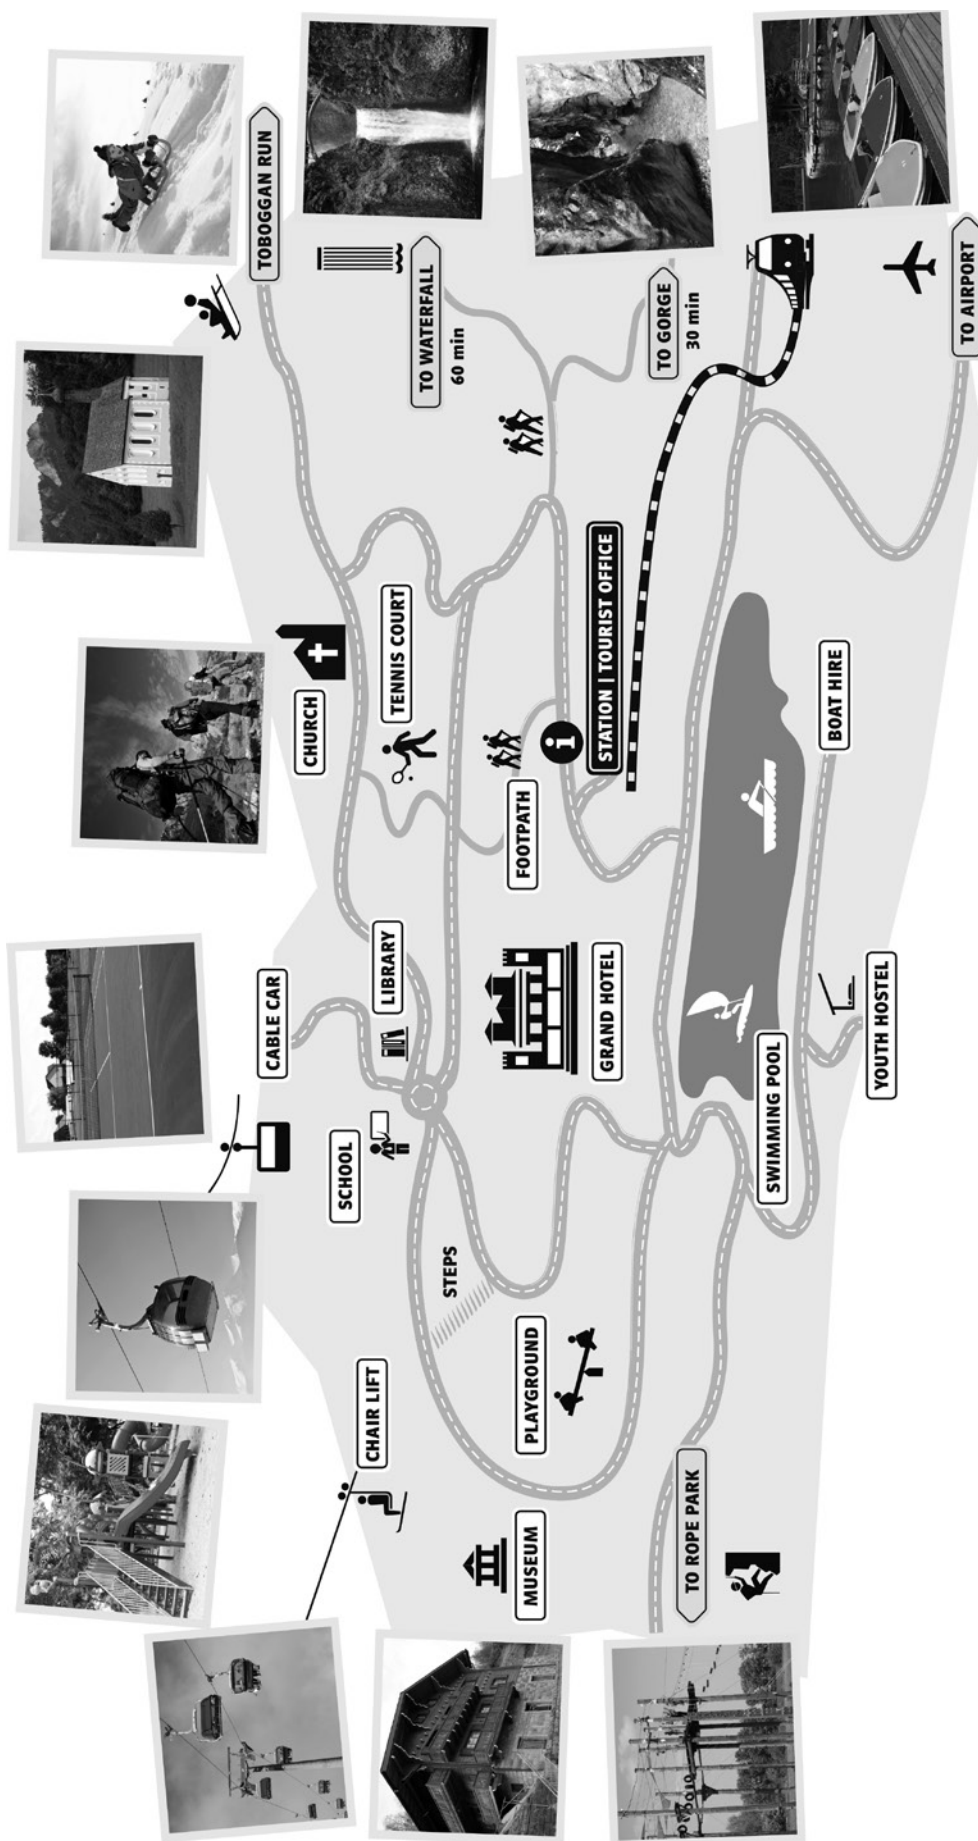 TOBOGGAN RUN
TO WATERFALL
60 min
TO GORGE
30 min
TO AIRPORT
CHURCH
TENNIS COURT
FOOTPATH
i
STATION | TOURIST OFFICE
BOAT HIRE
CABLE CAR
LIBRARY
GRAND HOTEL
SWIMMING POOL
YOUTH HOSTEL
SCHOOL
STEPS
PLAYGROUND
CHAIR LIFT
MUSEUM
TO ROPE PARK